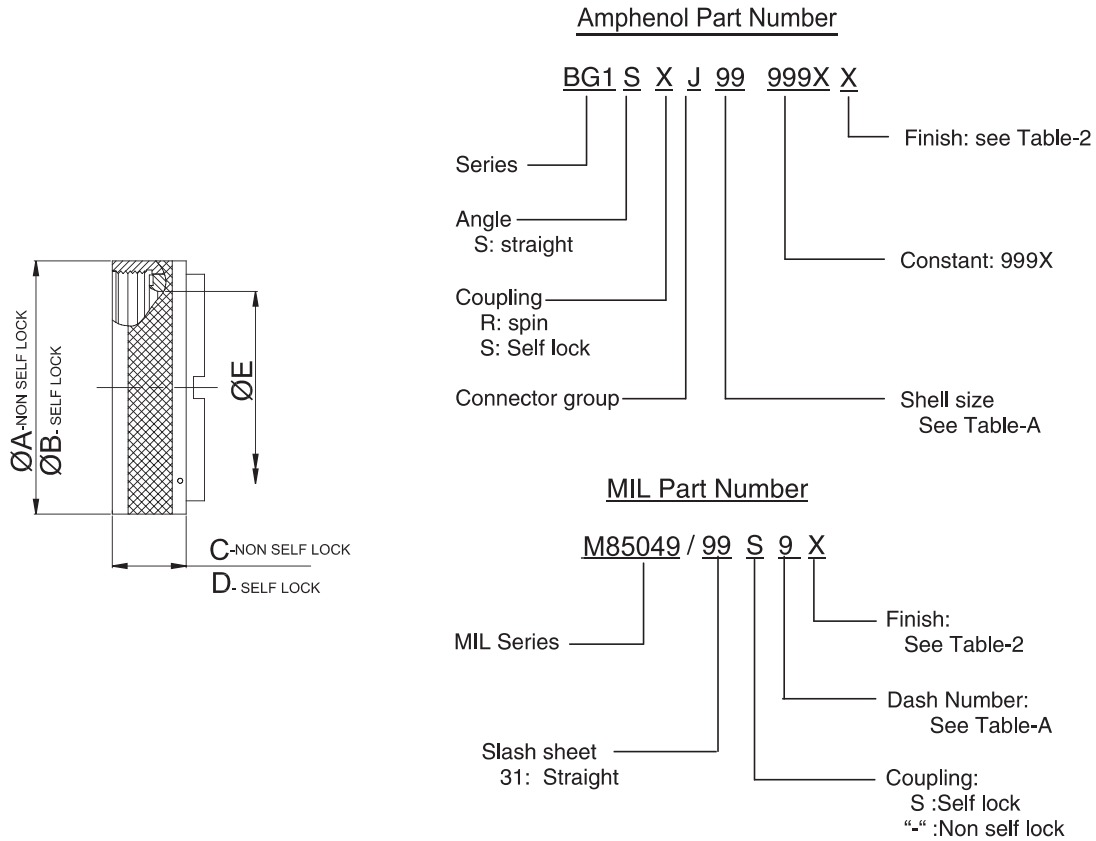 Amphenol Part Number
BG1 S X J 99 999X X
Finish: see Table-2
Series
Angle
S: straight
Constant: 999X
Coupling
R: spin
S: Self lock
Connector group
Shell size
See Table-A
ØA-NON SELF LOCK
ØB- SELF LOCK
ØE
C-NON SELF LOCK
D- SELF LOCK
MIL Part Number
M85049 / 99 S 9 X
Finish:
See Table-2
MIL Series
Dash Number:
See Table-A
Slash sheet
31: Straight
Coupling:
S :Self lock
“-“ :Non self lock